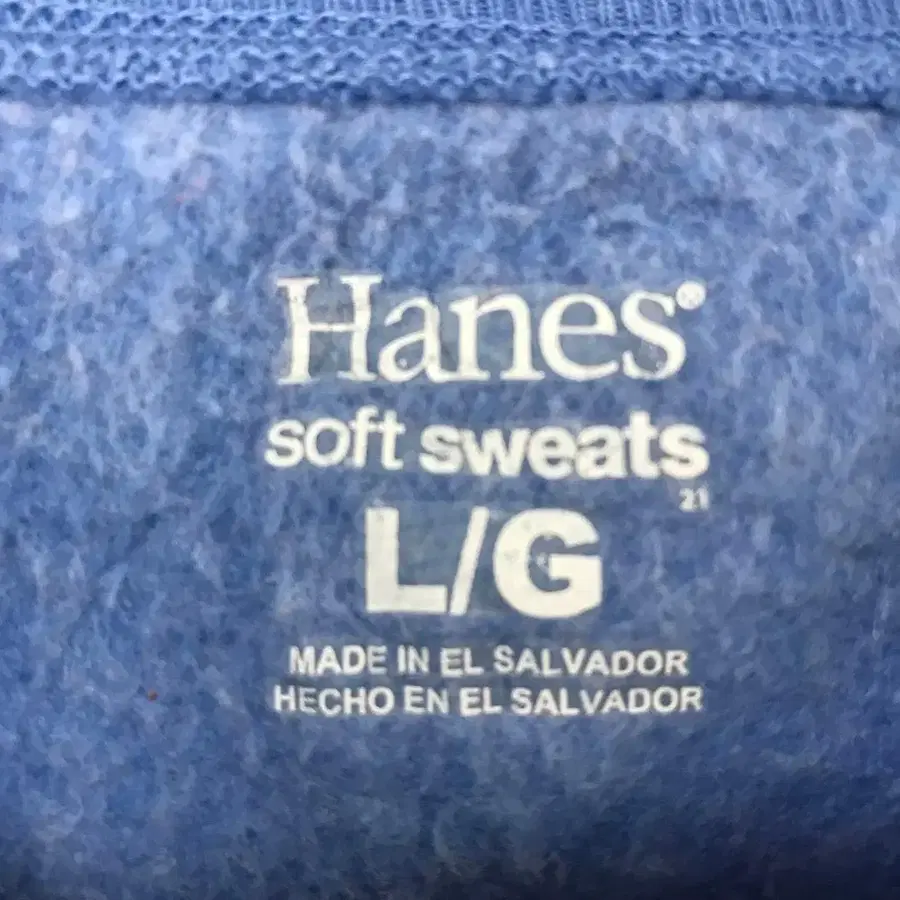 Hanes®
soft sweats
21
L/G
MADE IN EL SALVADOR
HECHO EN EL SALVADOR